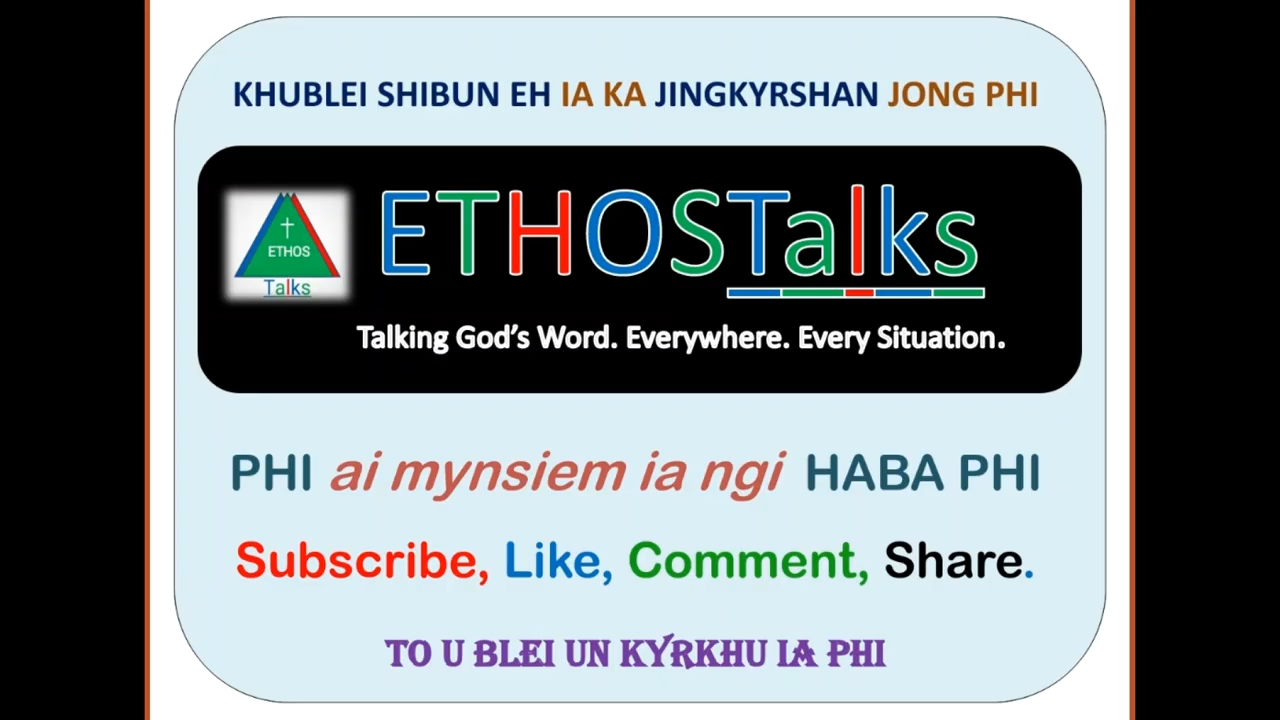 KHUBLEI SHIBUN EH IA KA JINGKYRSHAN JONG PHI
ETHOS
Talks
ETHOSTalks
Talking God's Word. Everywhere. Every Situation.
PHI ai mynsiem ia ngi HABA PHI
Subscribe, Like, Comment, Share.
TO U BLEI UN KYRKHU IA PHI